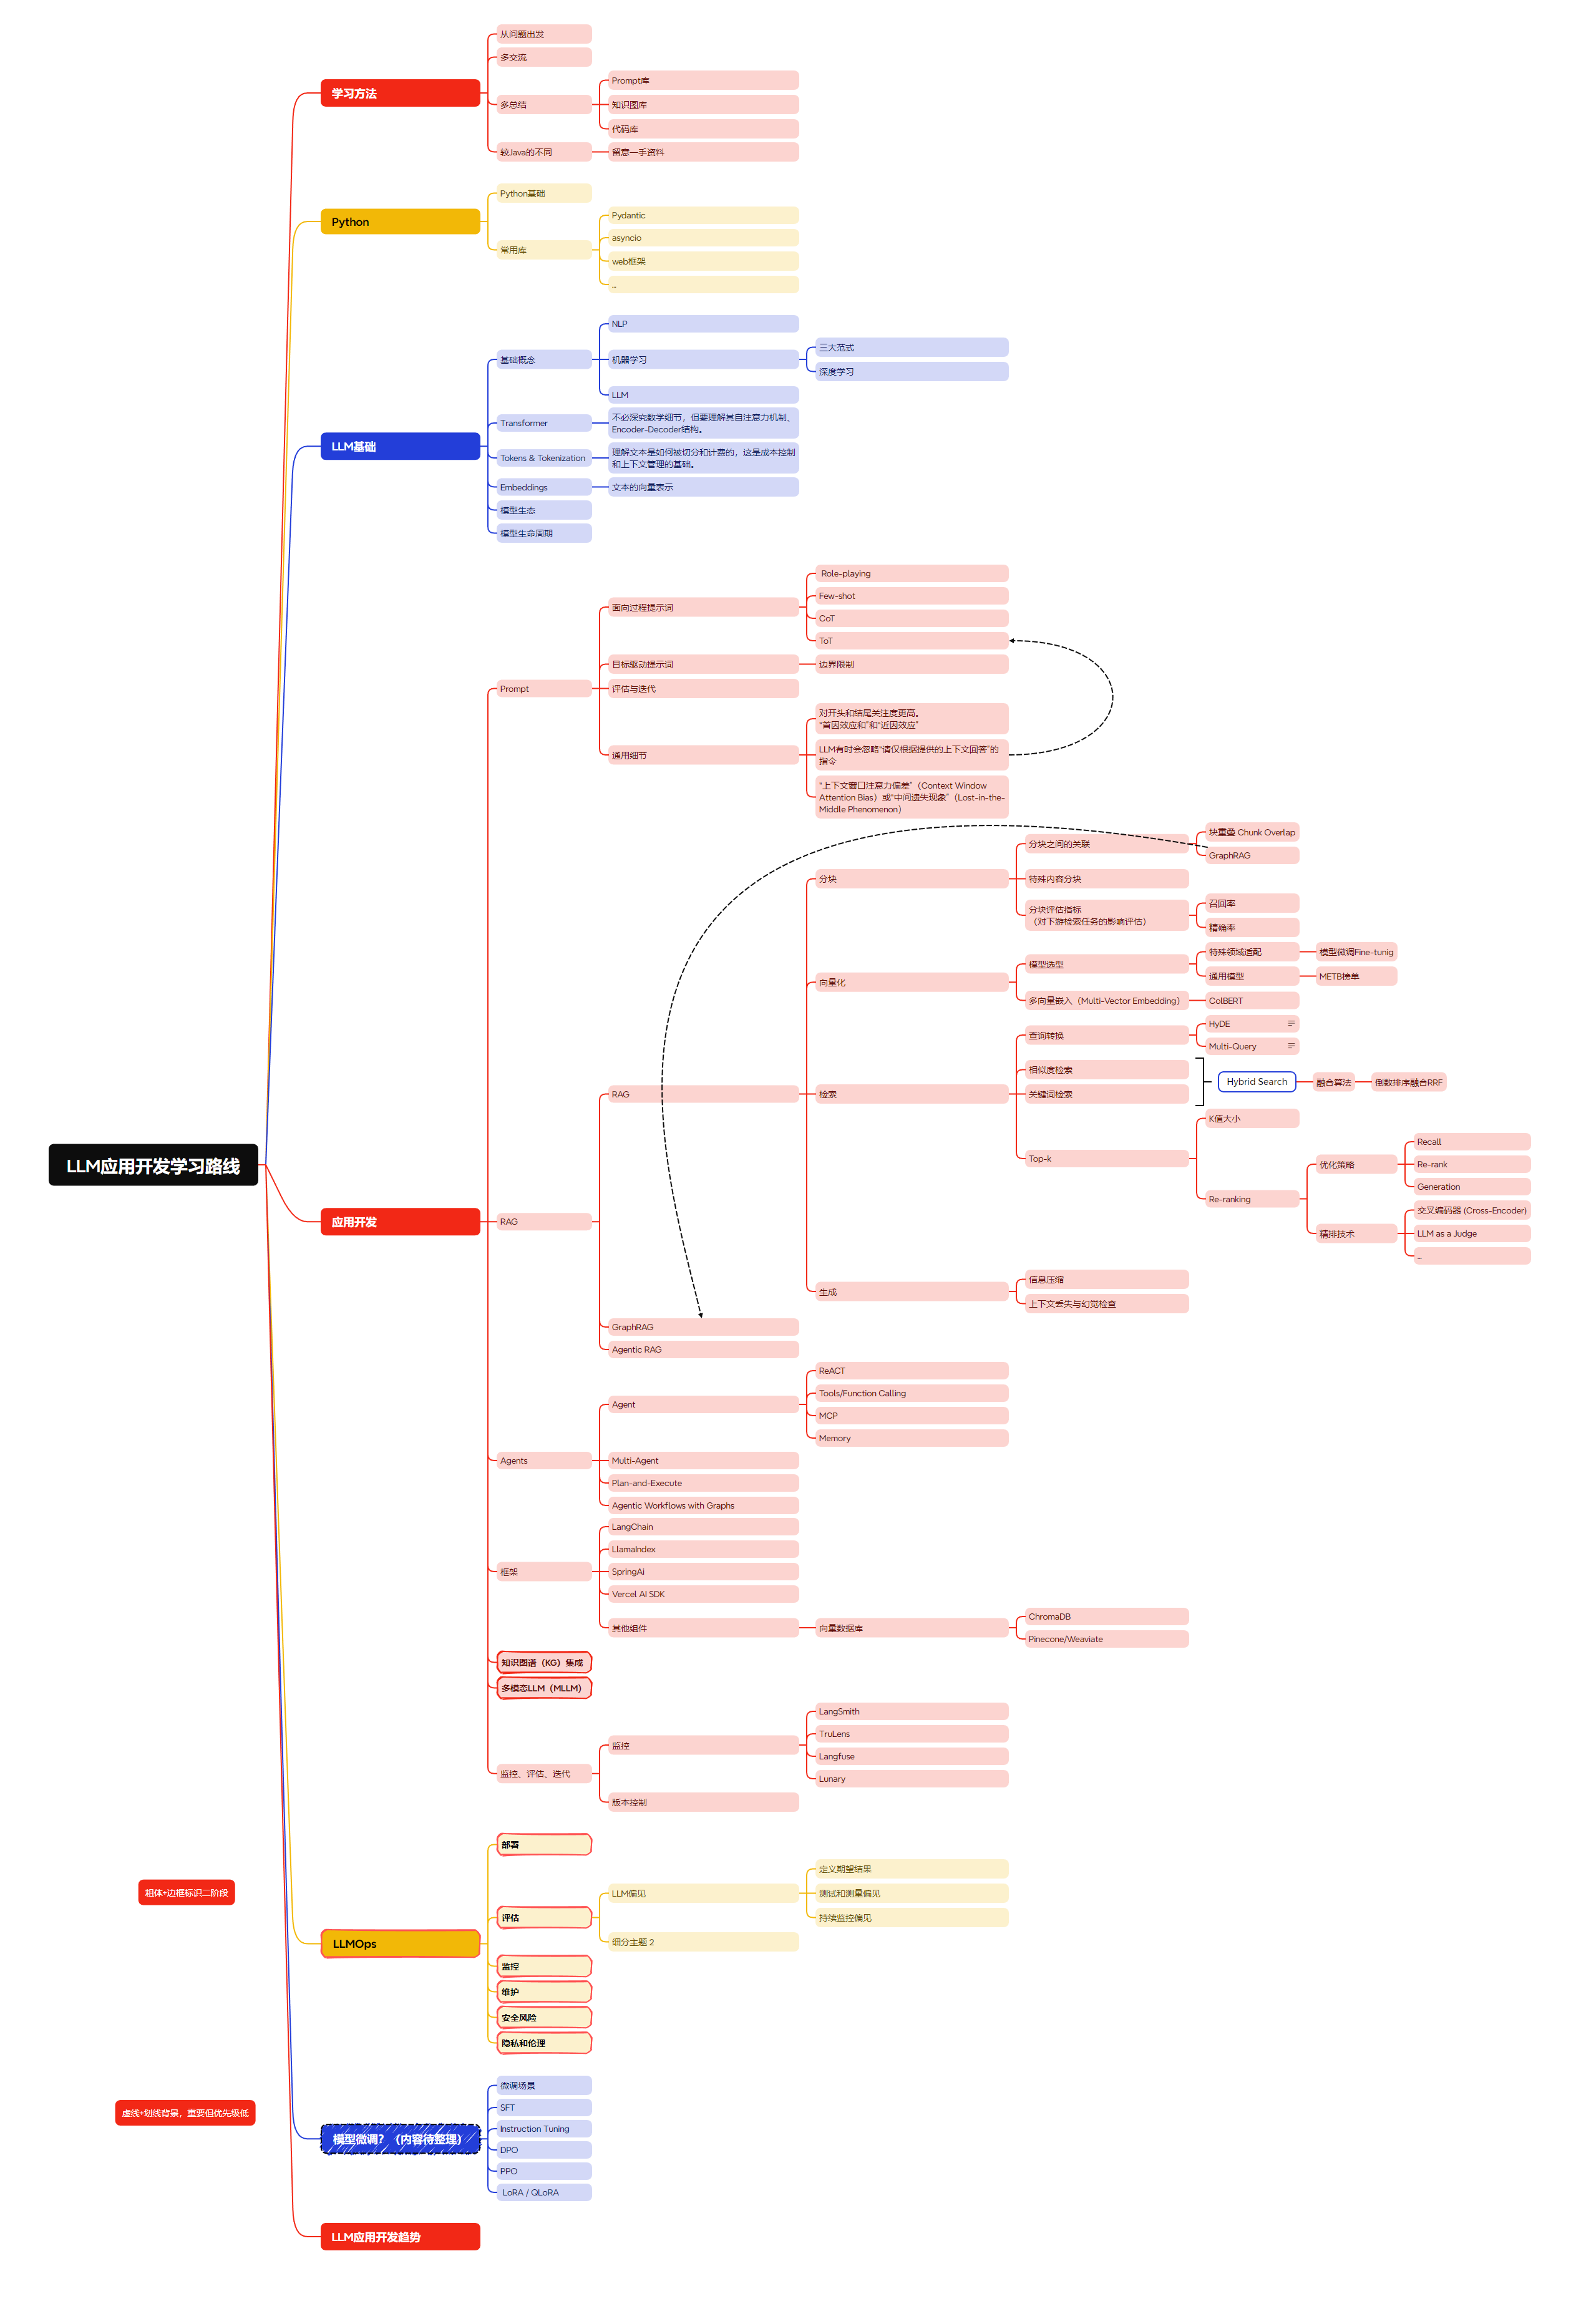 LLM应用开发学习路线
学习方法
从问题出发
多交流
多总结
Prompt库
知识图库
代码库
较Java的不同
留意一手资料
Python
Python基础
常用库
Pydantic
asyncio
web框架
...
LLM基础
基础概念
NLP
机器学习
三大范式
深度学习
LLM
Transformer
不必深究数学细节，但要理解其自注意力机制、
Encoder-Decoder结构。
Tokens & Tokenization
理解文本是如何被切分和计费的，这是成本控制
和上下文管理的基础。
Embeddings
文本的向量表示
模型生态
模型生命周期
应用开发
Prompt
面向过程提示词
Role-playing
Few-shot
CoT
ToT
目标驱动提示词
边界限制
评估与迭代
通用细节
对开头和结尾关注度更高。
“首因效应和”和“近因效应”
LLM有时会忽略“请仅根据提供的上下文回答”的
指令
“上下文窗口注意力偏差”（Context Window
Attention Bias）或“中间遗失现象”（Lost-in-the-
Middle Phenomenon）
RAG
RAG
分块
分块之间的关联
块重叠 Chunk Overlap
GraphRAG
特殊内容分块
分块评估指标
（对下游检索任务的影响评估）
召回率
精确率
向量化
模型选型
特殊领域适配
模型微调Fine-tunig
通用模型
METB榜单
多向量嵌入（Multi-Vector Embedding）
ColBERT
检索
查询转换
HyDE
Multi-Query
相似度检索
关键词检索
Hybrid Search
融合算法
倒数排序融合RRF
Top-k
K值大小
Re-ranking
优化策略
Recall
Re-rank
Generation
精排技术
交叉编码器 (Cross-Encoder)
LLM as a Judge
...
生成
信息压缩
上下文丢失与幻觉检查
GraphRAG
Agentic RAG
Agents
Agent
ReACT
Tools/Function Calling
MCP
Memory
Multi-Agent
Plan-and-Execute
Agentic Workflows with Graphs
框架
LangChain
LlamaIndex
SpringAi
Vercel AI SDK
其他组件
向量数据库
ChromaDB
Pinecone/Weaviate
知识图谱（KG）集成
多模态LLM（MLLM）
监控、评估、迭代
监控
LangSmith
TruLens
Langfuse
Lunary
版本控制
粗体+边框标识二阶段
LLMOps
部署
评估
LLM偏见
定义期望结果
测试和测量偏见
持续监控偏见
细分主题 2
监控
维护
安全风险
隐私和伦理
虚线+划线背景，重要但优先级低
模型微调？（内容待整理）
微调场景
SFT
Instruction Tuning
DPO
PPO
LoRA / QLoRA
LLM应用开发趋势